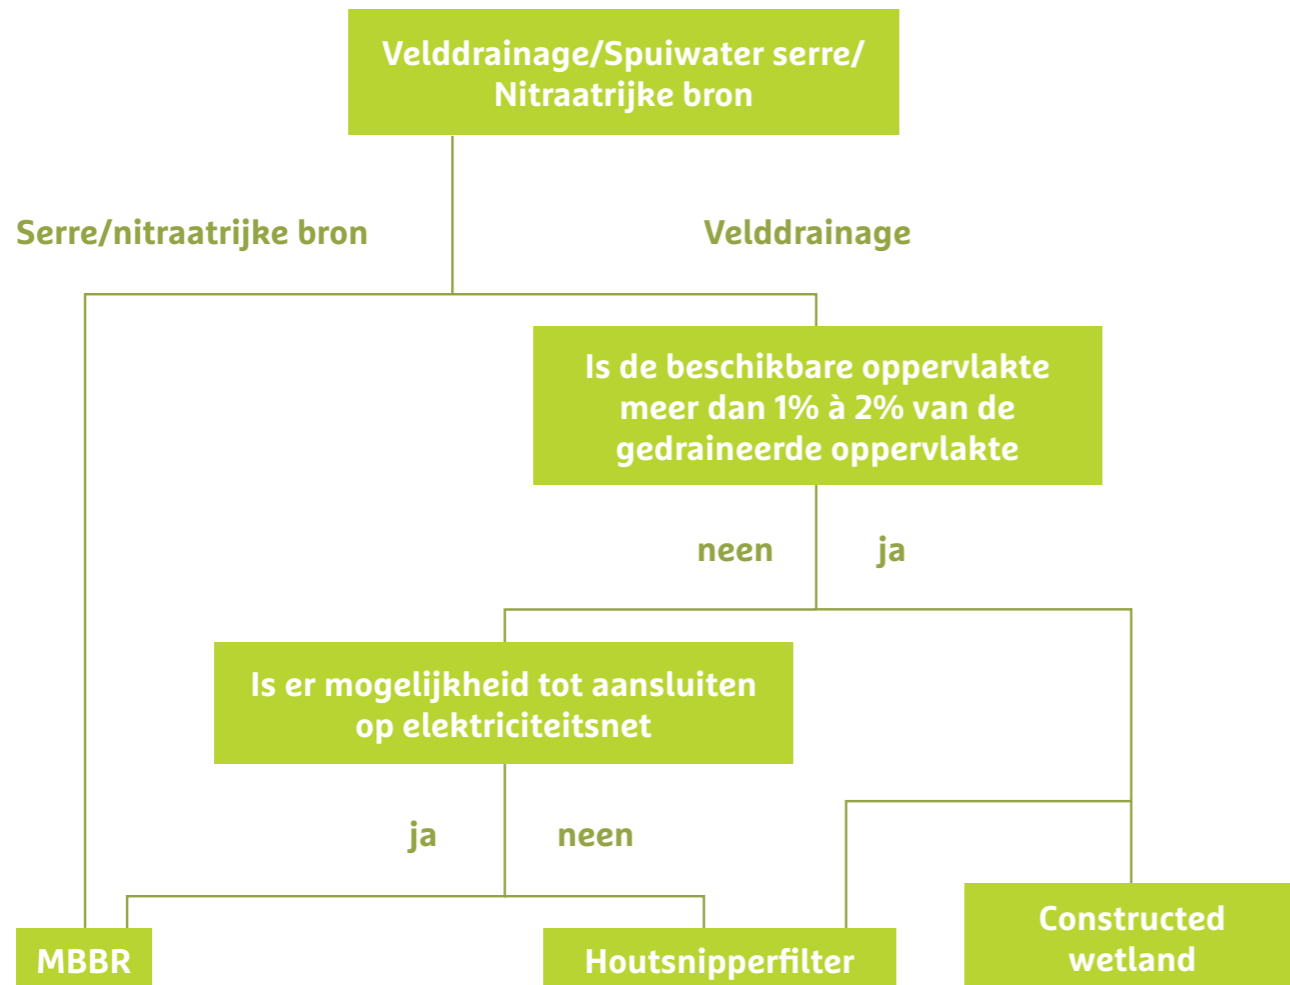 Velddrainage/Spuiwater serre/
Nitraatrijke bron
Serre/nitraatrijke bron
Velddrainage
Is de beschikbare oppervlakte
meer dan 1% à 2% van de
gedraineerde oppervlakte
neen
ja
Is er mogelijkheid tot aansluiten
op elektriciteitsnet
ja
neen
MBBR
Houtsnipperfilter
Constructed
wetland